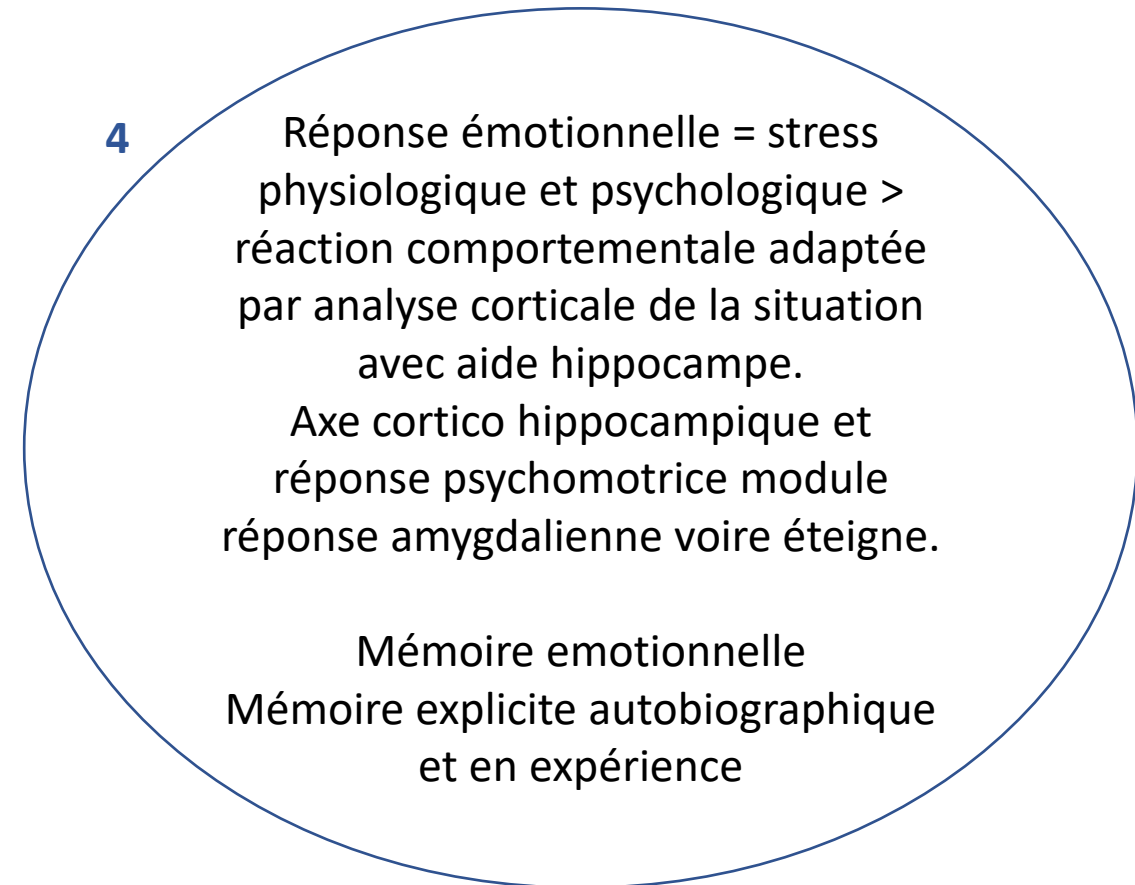 4
Réponse émotionnelle = stress
physiologique et psychologique >
réaction comportementale adaptée
par analyse corticale de la situation
avec aide hippocampe.
Axe cortico hippocampique et
réponse psychomotrice module
réponse amygdalienne voire éteigne.
Mémoire emotionnelle
Mémoire explicite autobiographique
et en expérience